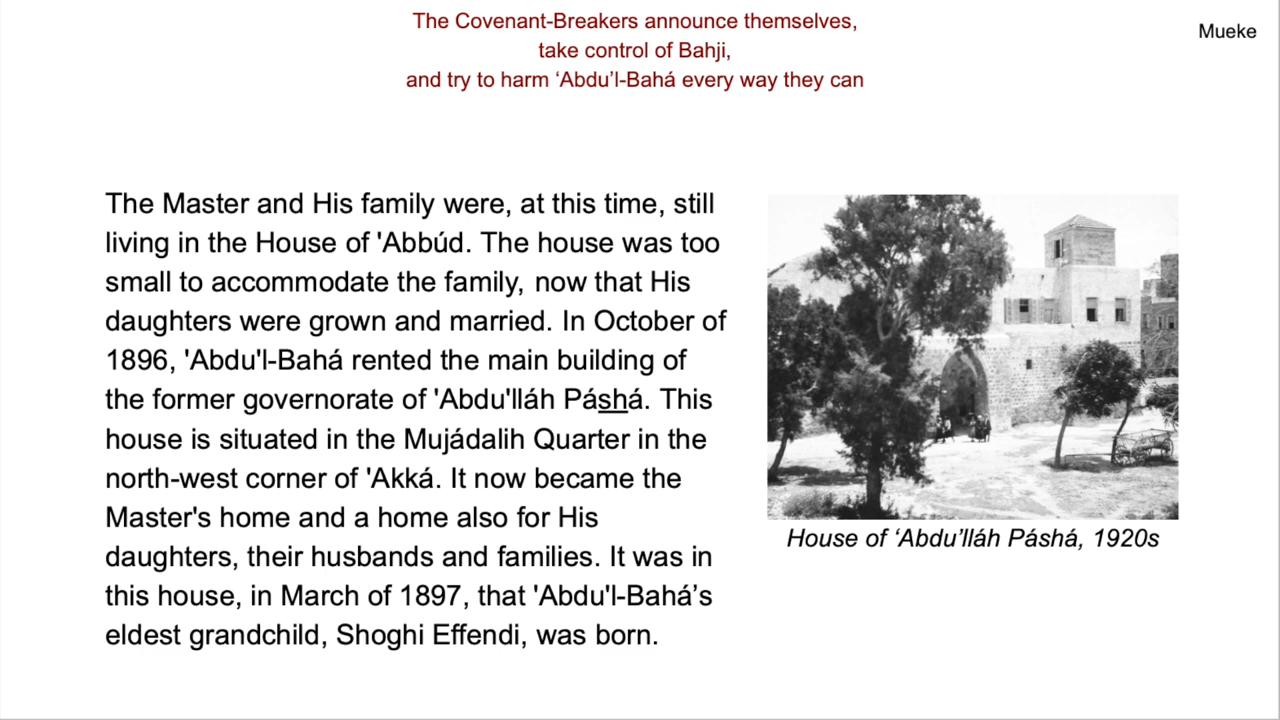 The Covenant-Breakers announce themselves,
take control of Bahji,
and try to harm ‘Abdu’l-Bahá every way they can
Mueke
The Master and His family were, at this time, still
living in the House of 'Abbúd. The house was too
small to accommodate the family, now that His
daughters were grown and married. In October of
1896, 'Abdu'l-Bahá rented the main building of
the former governorate of 'Abdu'lláh Páshá. This
house is situated in the Mujádalih Quarter in the
north-west corner of 'Akká. It now became the
Master's home and a home also for His
daughters, their husbands and families. It was in
this house, in March of 1897, that 'Abdu'l-Bahá’s
eldest grandchild, Shoghi Effendi, was born.
House of ‘Abdu’lláh Páshá, 1920s